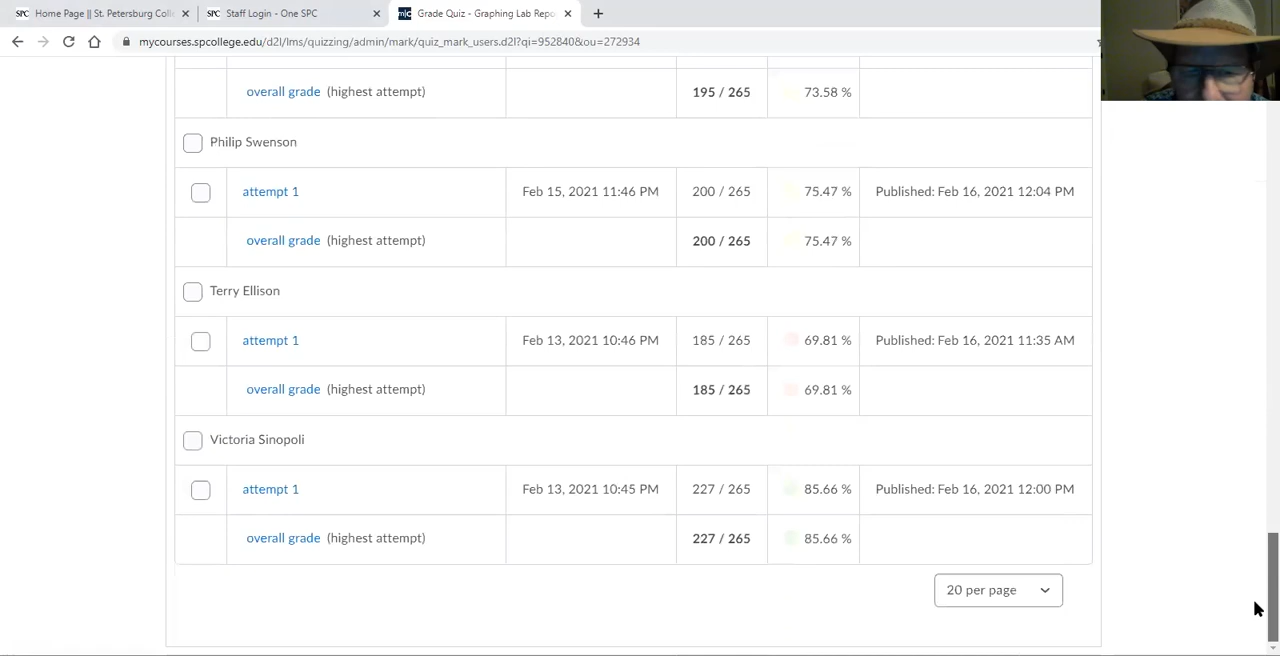 Home Page || St. Petersburg Colle
Staff Login - One SPC
Grade Quiz - Graphing Lab Repo
mycourses.spcollege.edu/d2l/lms/quizzing/admin/mark/quiz_mark_users.d2l?qi=952840&ou=272934
overall grade (highest attempt) 195 / 265 73.58 %
Philip Swenson
attempt 1 Feb 15, 2021 11:46 PM 200 / 265 75.47 % Published: Feb 16, 2021 12:04 PM
overall grade (highest attempt) 200 / 265 75.47 %
Terry Ellison
attempt 1 Feb 13, 2021 10:46 PM 185 / 265 69.81 % Published: Feb 16, 2021 11:35 AM
overall grade (highest attempt) 185 / 265 69.81 %
Victoria Sinopoli
attempt 1 Feb 13, 2021 10:45 PM 227 / 265 85.66 % Published: Feb 16, 2021 12:00 PM
overall grade (highest attempt) 227 / 265 85.66 %
20 per page